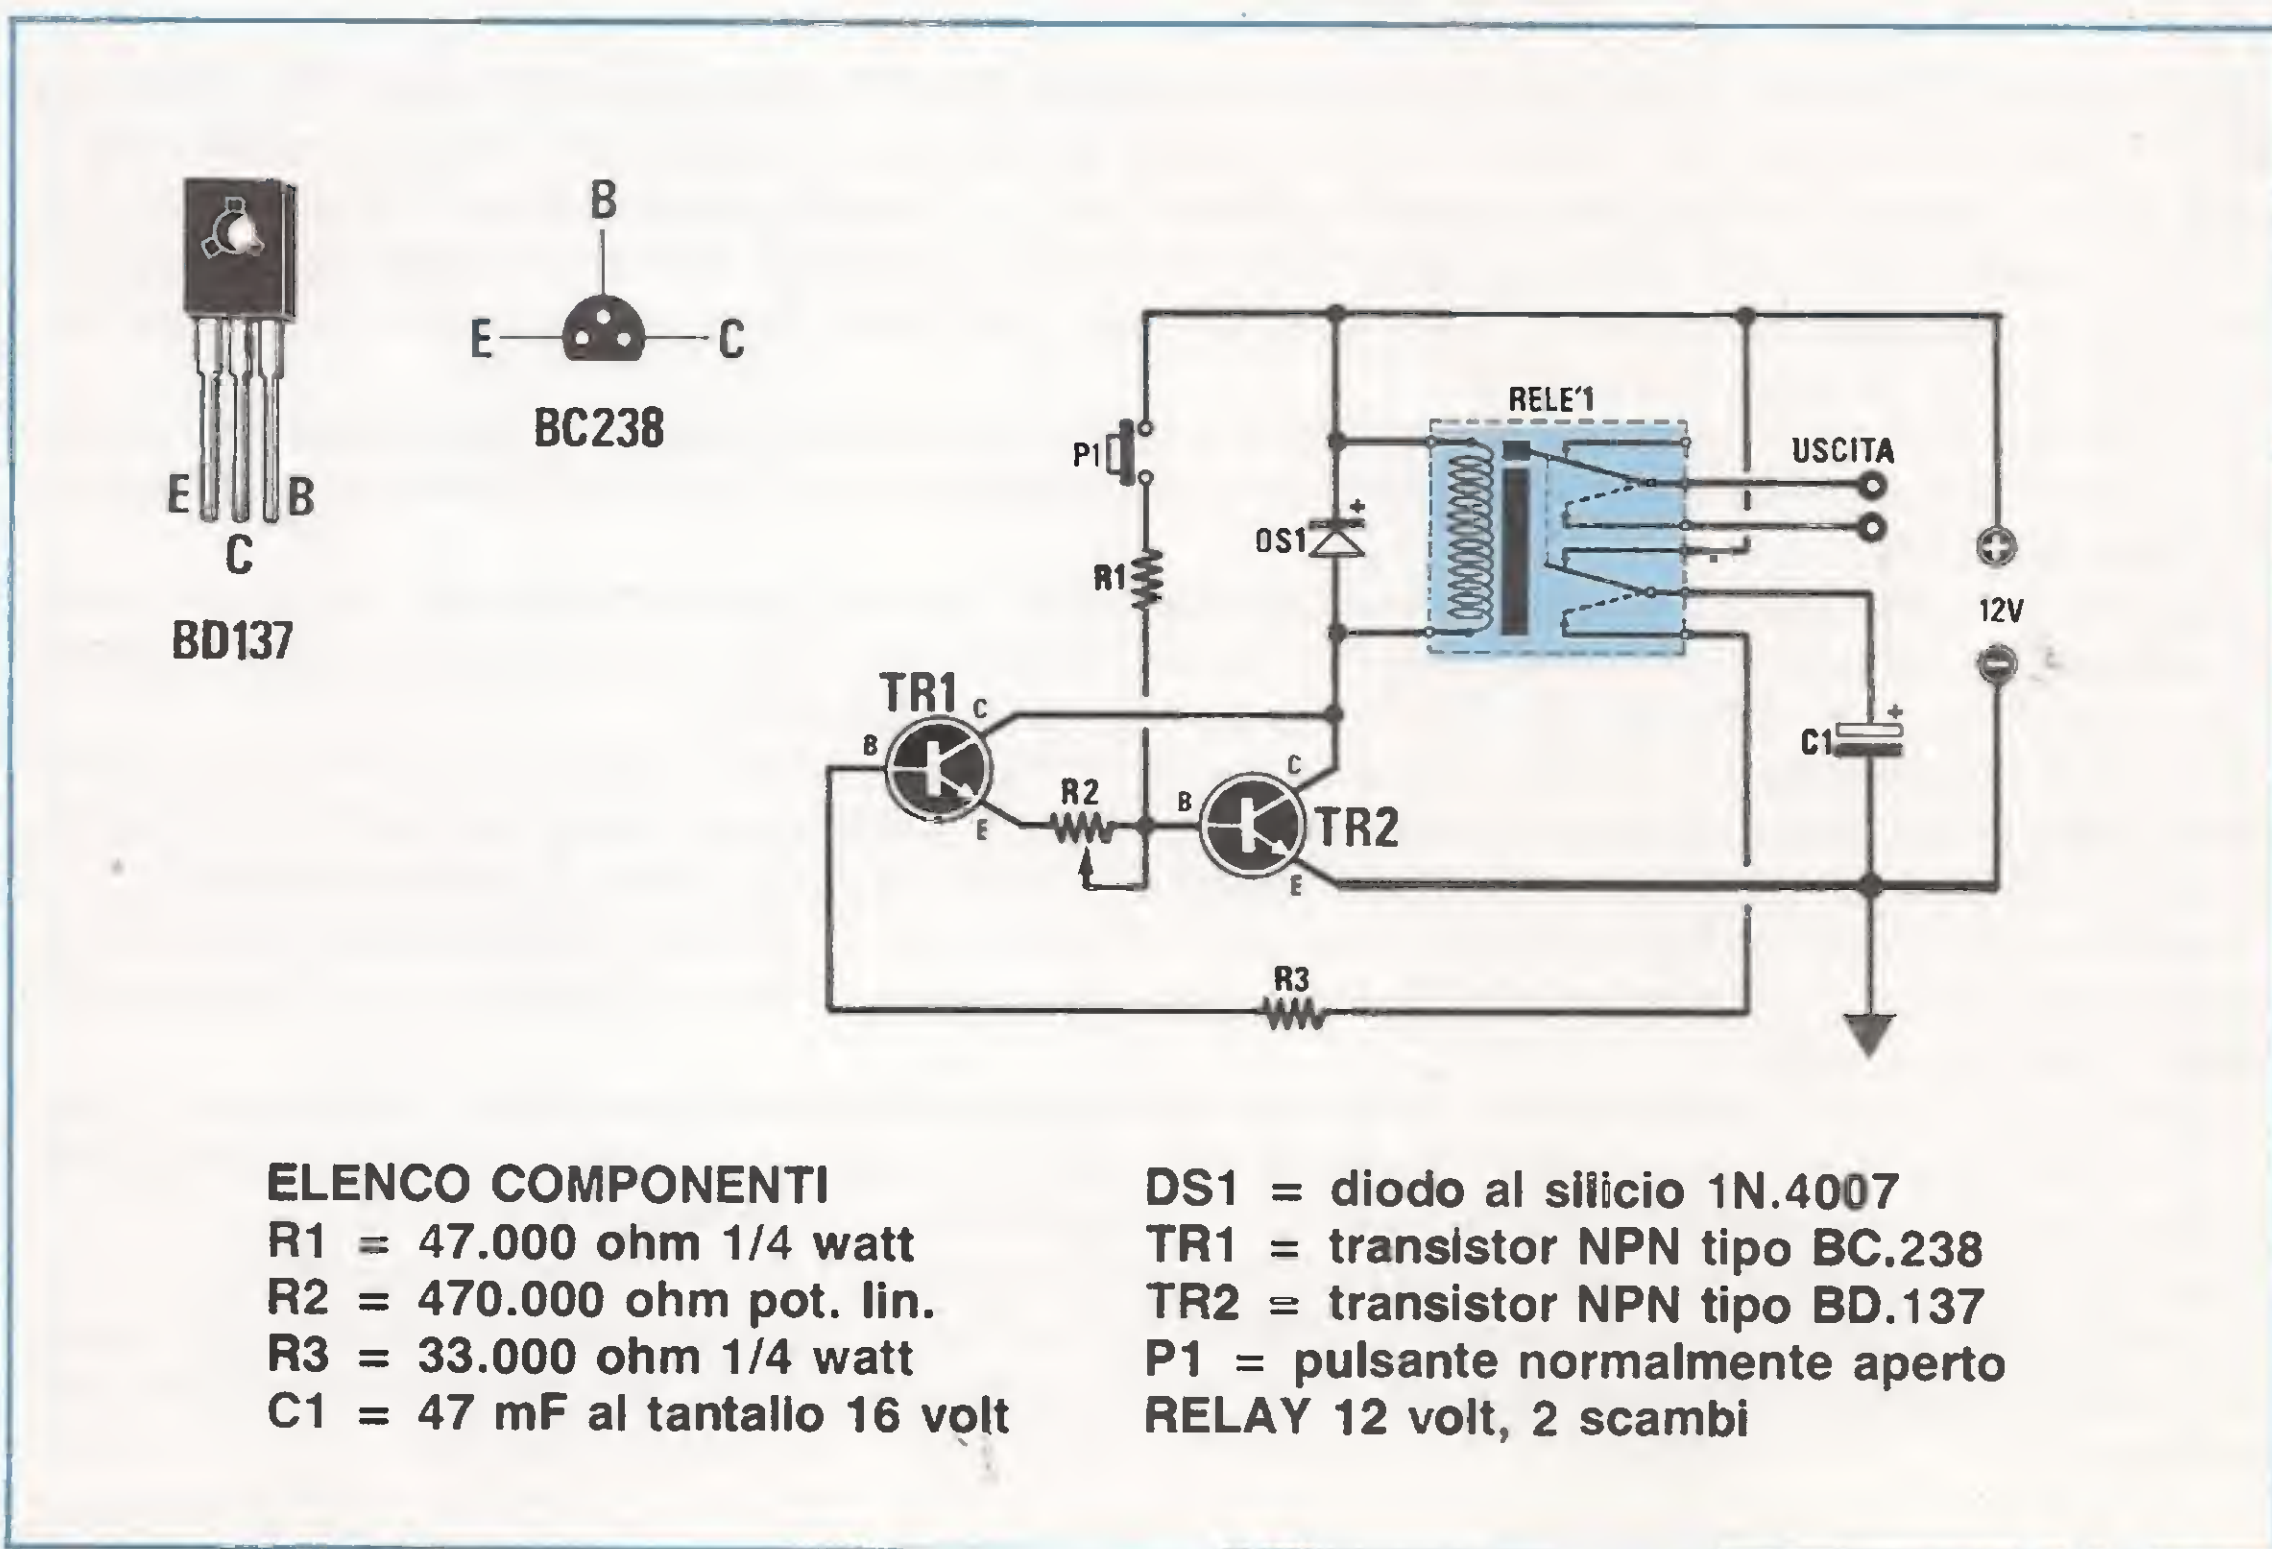 B
E
C
BC238
E
B
C
BD137
RELE'1
P1
USCITA
+
DS1
R1
+
12V
-
TR1
C
B
E
R2
B
C
TR2
E
+
C1
R3
ELENCO COMPONENTI
R1 = 47.000 ohm 1/4 watt
R2 = 470.000 ohm pot. lin.
R3 = 33.000 ohm 1/4 watt
C1 = 47 mF al tantalio 16 volt
DS1 = diodo al silicio 1N.4007
TR1 = transistor NPN tipo BC.238
TR2 = transistor NPN tipo BD.137
P1 = pulsante normalmente aperto
RELAY 12 volt, 2 scambi